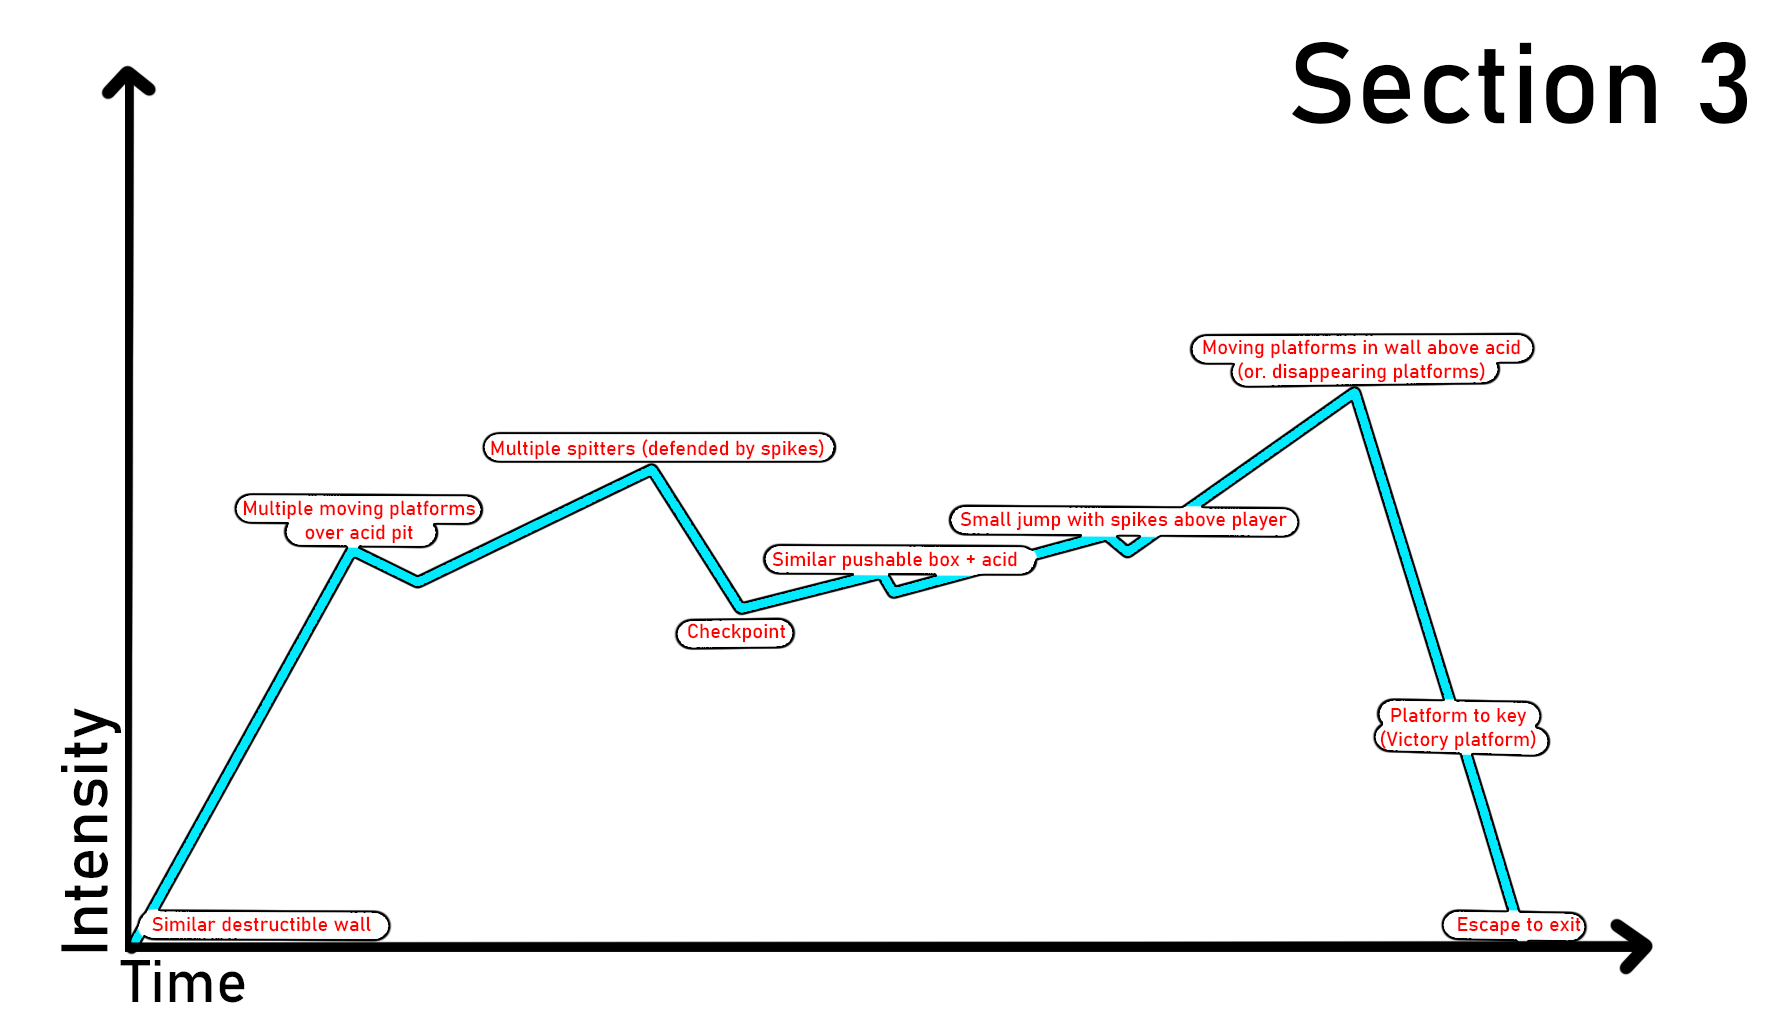 Section 3
Moving platforms in wall above acid
(or. disappearing platforms)
Multiple spitters (defended by spikes)
Multiple moving platforms
over acid pit
Small jump with spikes above player
Similar pushable box + acid
Checkpoint
Platform to key
(Victory platform)
Similar destructible wall
Escape to exit
Intensity
Time